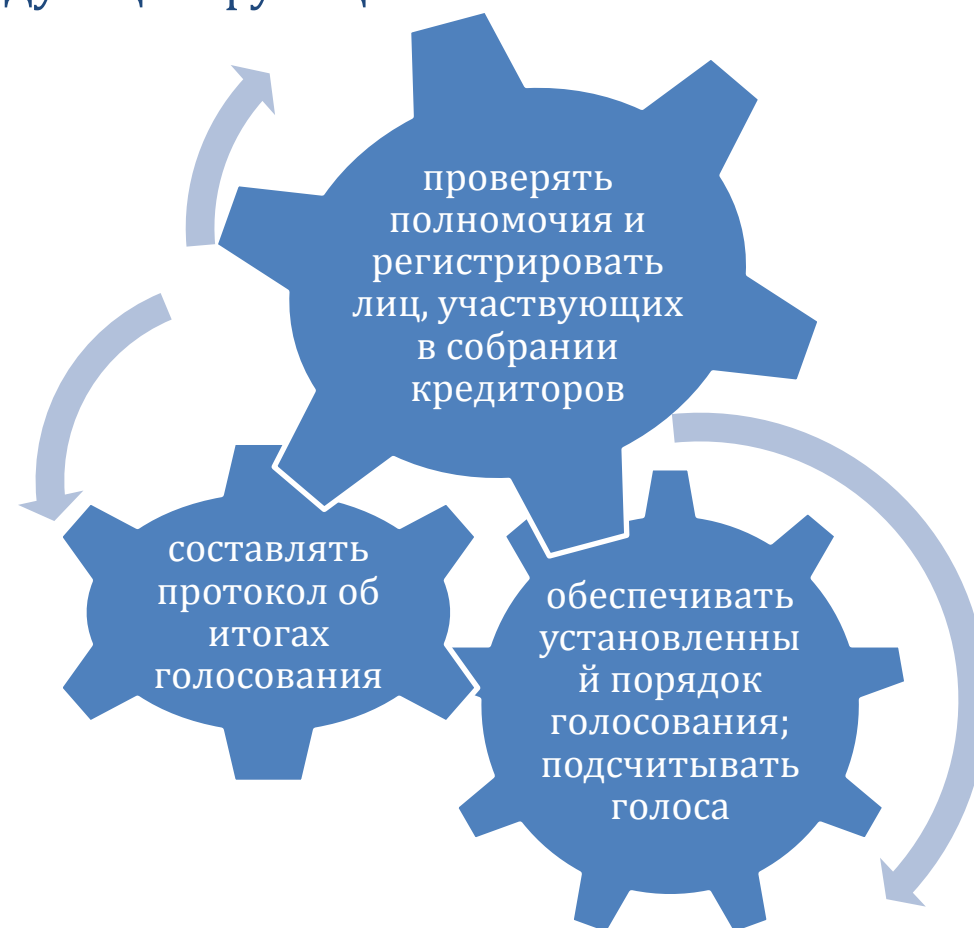 проверять
полномочия и
регистрировать
лиц, участвующих
в собрании
кредиторов
составлять
протокол об
итогах
голосования
обеспечивать
установленны
й порядок
голосования;
подсчитывать
голоса